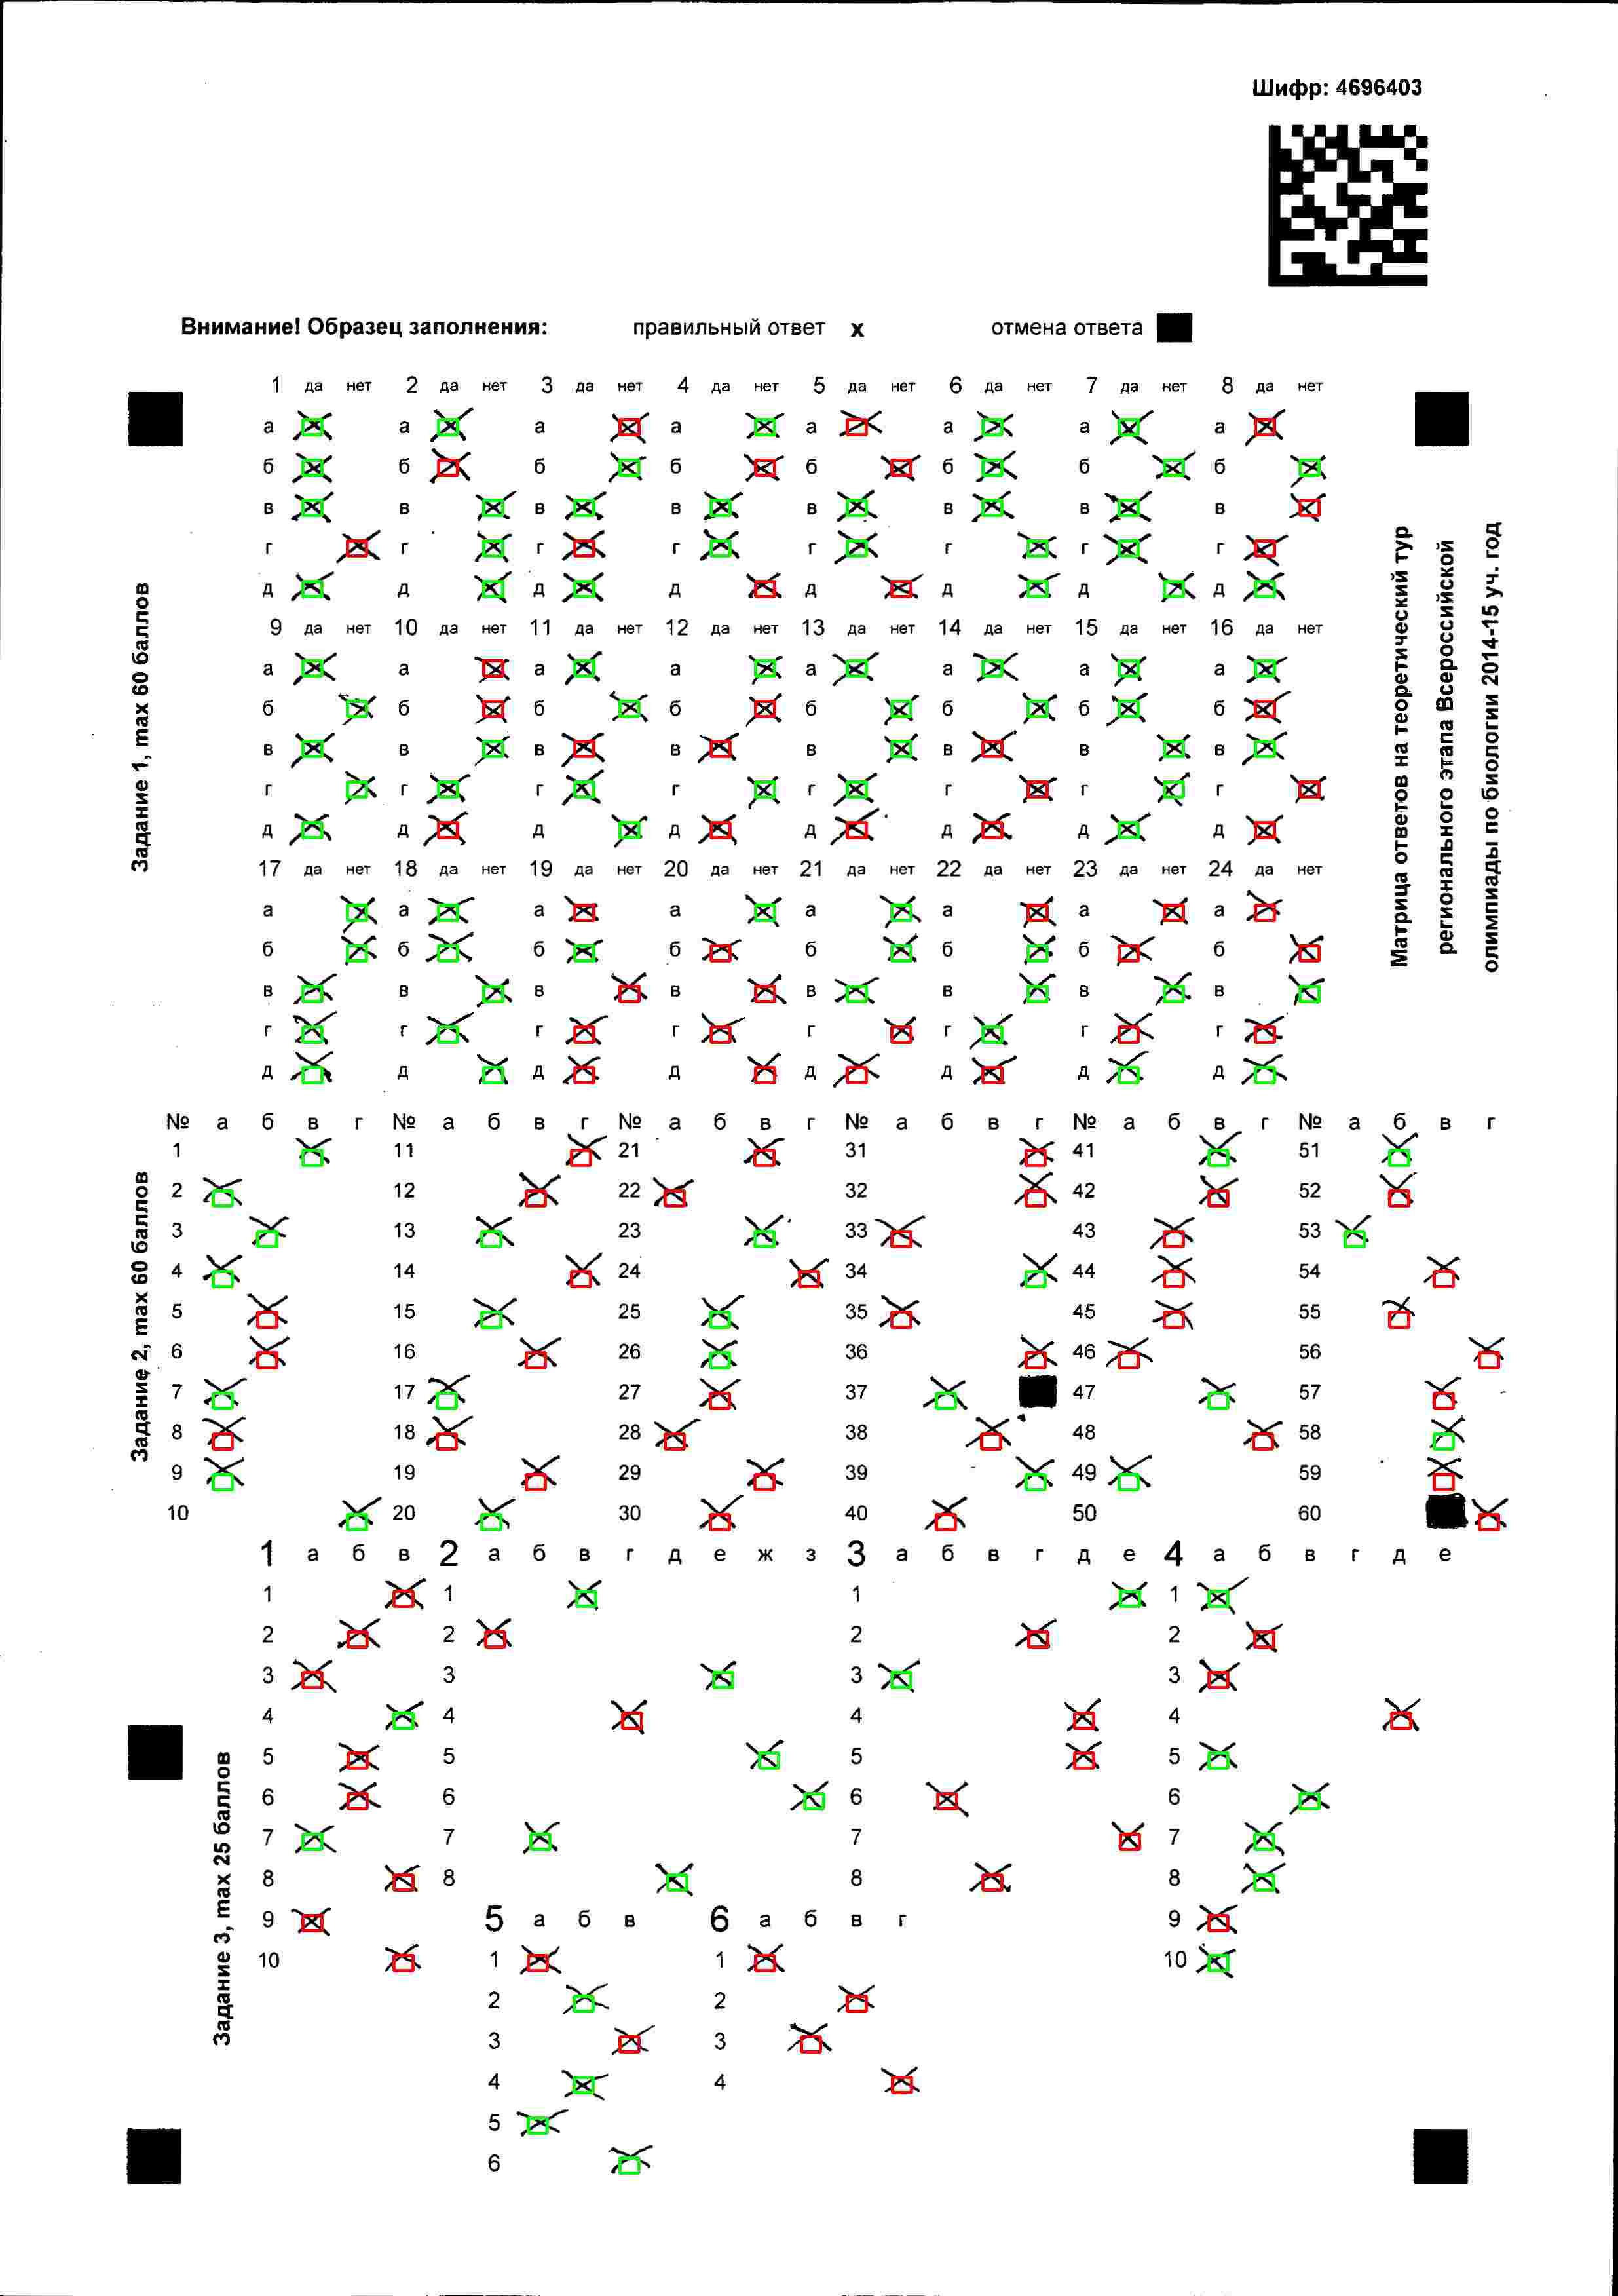 Шифр: 4696403
Внимание! Образец заполнения: правильный ответ x отмена ответа
1 да нет 2 да нет 3 да нет 4 да нет 5 да нет 6 да нет 7 да нет 8 да нет
а а а а а а а а
б б б б б б б б
в в в в в в в в
г г г г г г г г
д д д д д д д д
9 да нет 10 да нет 11 да нет 12 да нет 13 да нет 14 да нет 15 да нет 16 да нет
а а а а а а а а
б б б б б б б б
в в в в в в в в
г г г г г г г г
д д д д д д д д
17 да нет 18 да нет 19 да нет 20 да нет 21 да нет 22 да нет 23 да нет 24 да нет
а а а а а а а а
б б б б б б б б
в в в в в в в в
г г г г г г г г
д д д д д д д д
Задание 1, max 60 баллов
Матрица ответов на теоретический тур
регионального этапа Всероссийской
олимпиады по биологии 2014-15 уч. год
№ а б в г № а б в г № а б в г № а б в г № а б в г № а б в г
1 11 21 31 41 51
2 12 22 32 42 52
3 13 23 33 43 53
4 14 24 34 44 54
5 15 25 35 45 55
6 16 26 36 46 56
7 17 27 37 47 57
8 18 28 38 48 58
9 19 29 39 49 59
10 20 30 40 50 60
Задание 2, max 60 баллов
1 а б в 2 а б в г д е ж з 3 а б в г д е 4 а б в г д е
1 1 1 1
2 2 2 2
3 3 3 3
4 4 4 4
5 5 5 5
6 6 6 6
7 7 7 7
8 8 8 8
9 5 а б в 6 а б в г 9
10 1 1 10
2 2
3 3
4 4
5
6
Задание 3, max 25 баллов